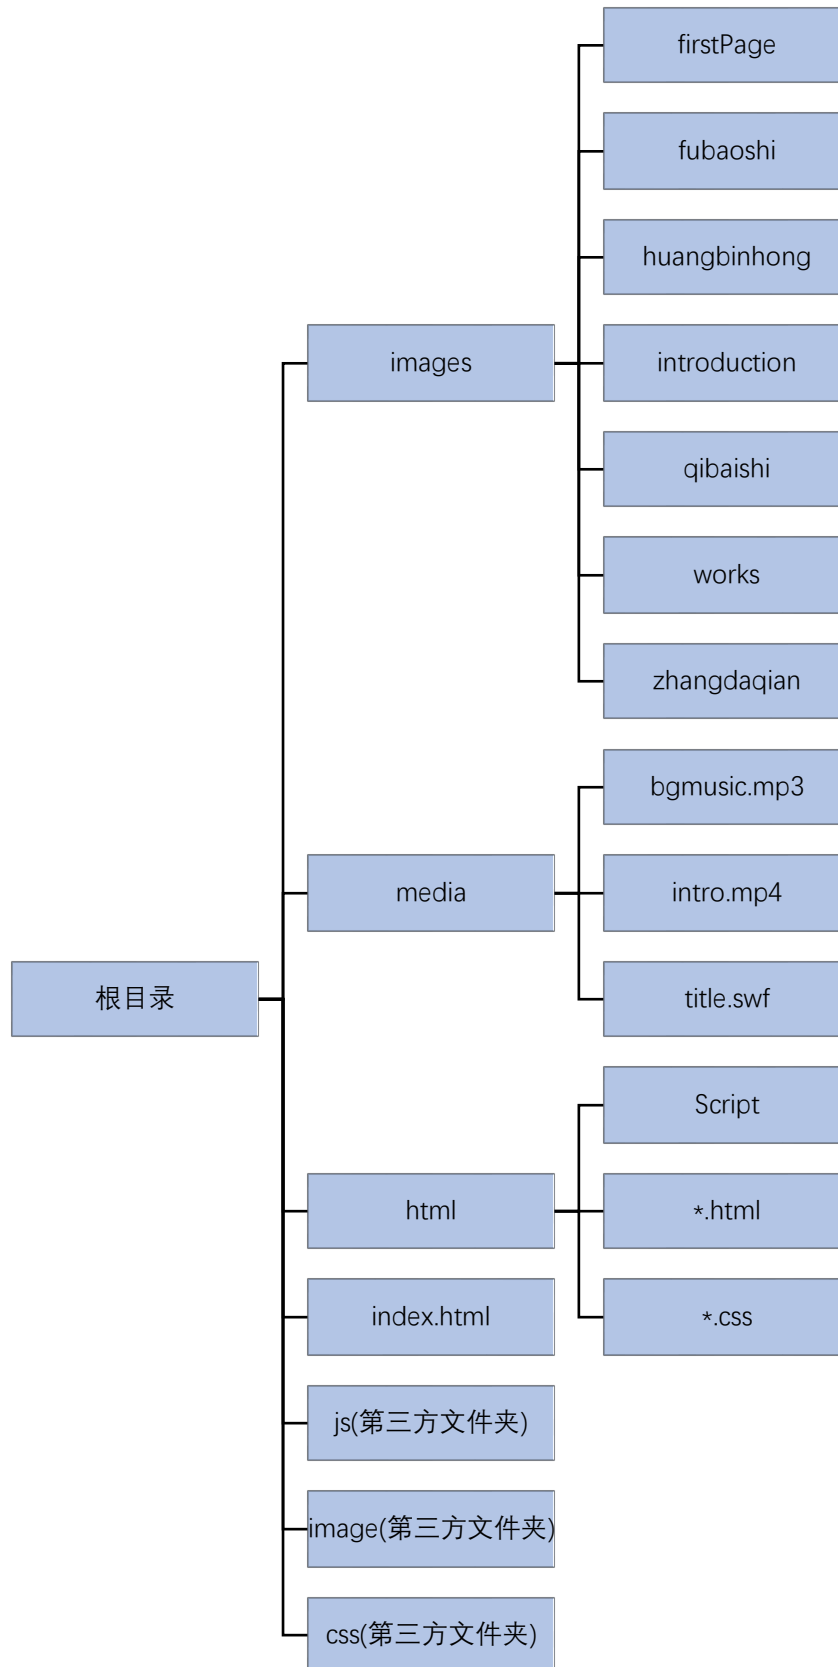 firstPage
fubaoshi
huangbinhong
images
introduction
qibaishi
works
zhangdaqian
bgmusic.mp3
media
intro.mp4
根目录
title.swf
Script
html
*.html
index.html
*.css
js(第三方文件夹)
image(第三方文件夹)
css(第三方文件夹)